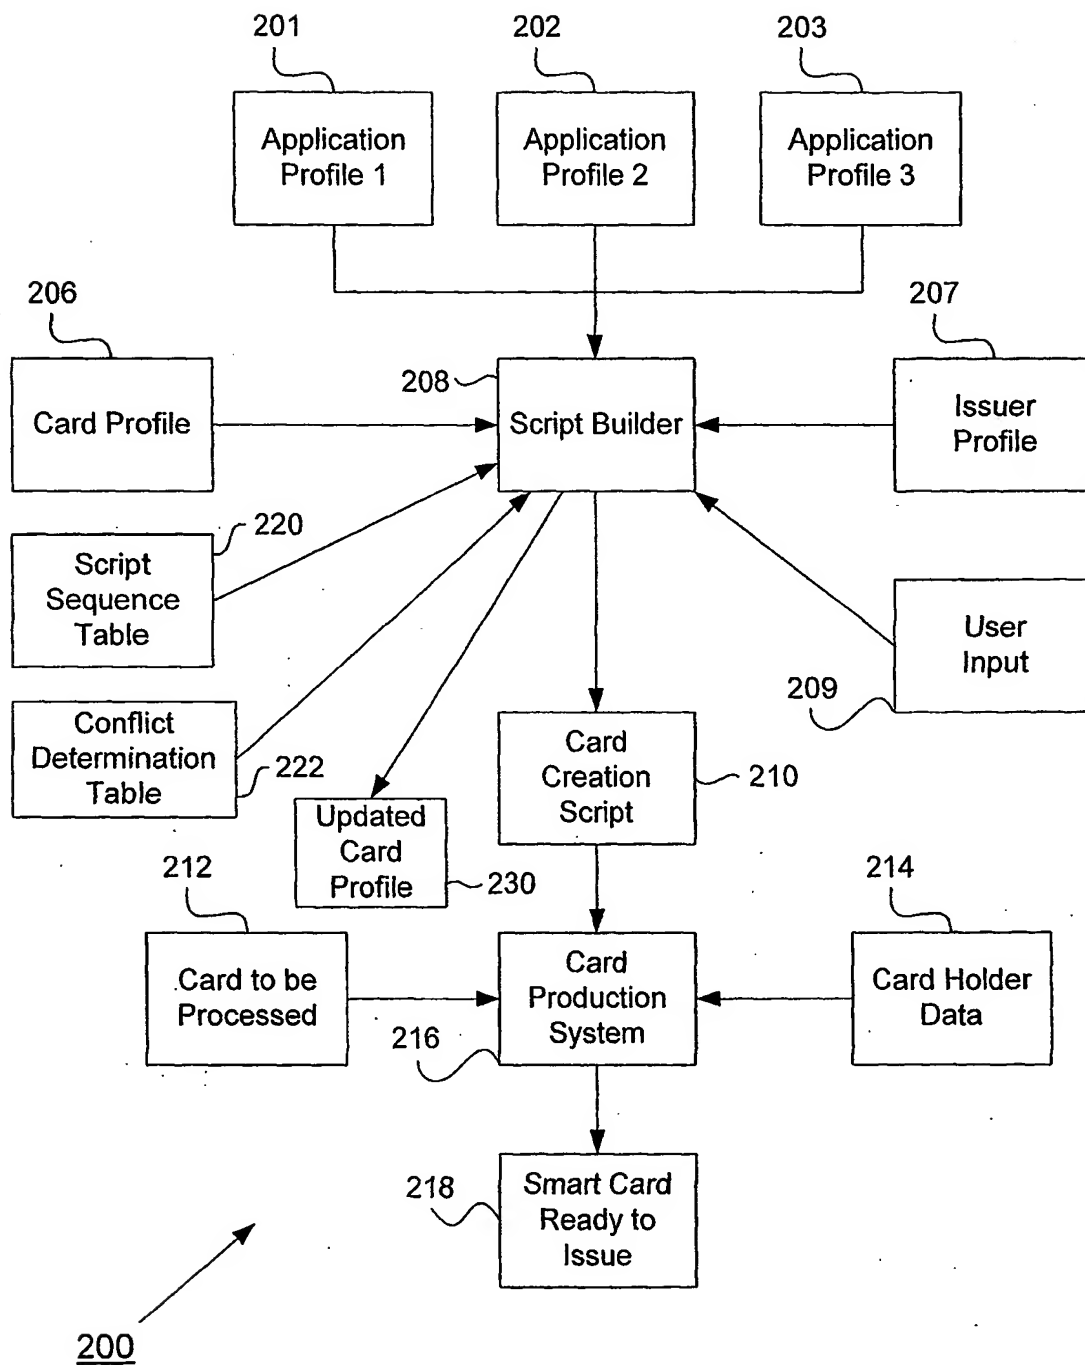 201
202
203
Application
Profile 1
Application
Profile 2
Application
Profile 3
206
207
Card Profile
208
Script Builder
Issuer
Profile
220
Script
Sequence
Table
User
Input
209
Conflict
Determination
Table
222
Card
Creation
Script
210
Updated
Card
Profile
230
212
214
Card to be
Processed
Card
Production
System
216
Card Holder
Data
218
Smart Card
Ready to
Issue
200